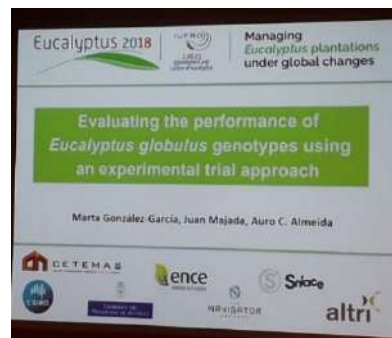 Eucalyptus 2018
IUFRO
Managing
Eucalyptus plantations
under global changes
Evaluating the performance of
Eucalyptus globulus genotypes using
an experimental trial approach
Marta González-García, Juan Majada, Auro C. Almeida
CETEMAS
ence
Sniace
CSIRO
THE
NAVIGATOR
altri